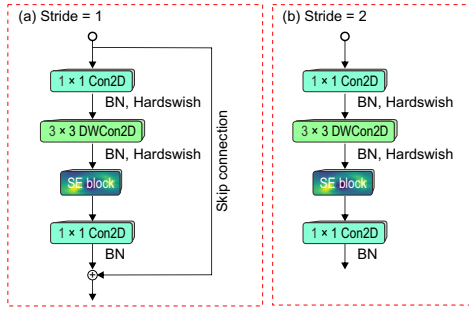 (a) Stride = 1
1 × 1 Con2D
BN, Hardswish
3 × 3 DWCon2D
BN, Hardswish
SE block
1 × 1 Con2D
BN
Skip connection
(b) Stride = 2
1 × 1 Con2D
BN, Hardswish
3 × 3 DWCon2D
BN, Hardswish
SE block
1 × 1 Con2D
BN